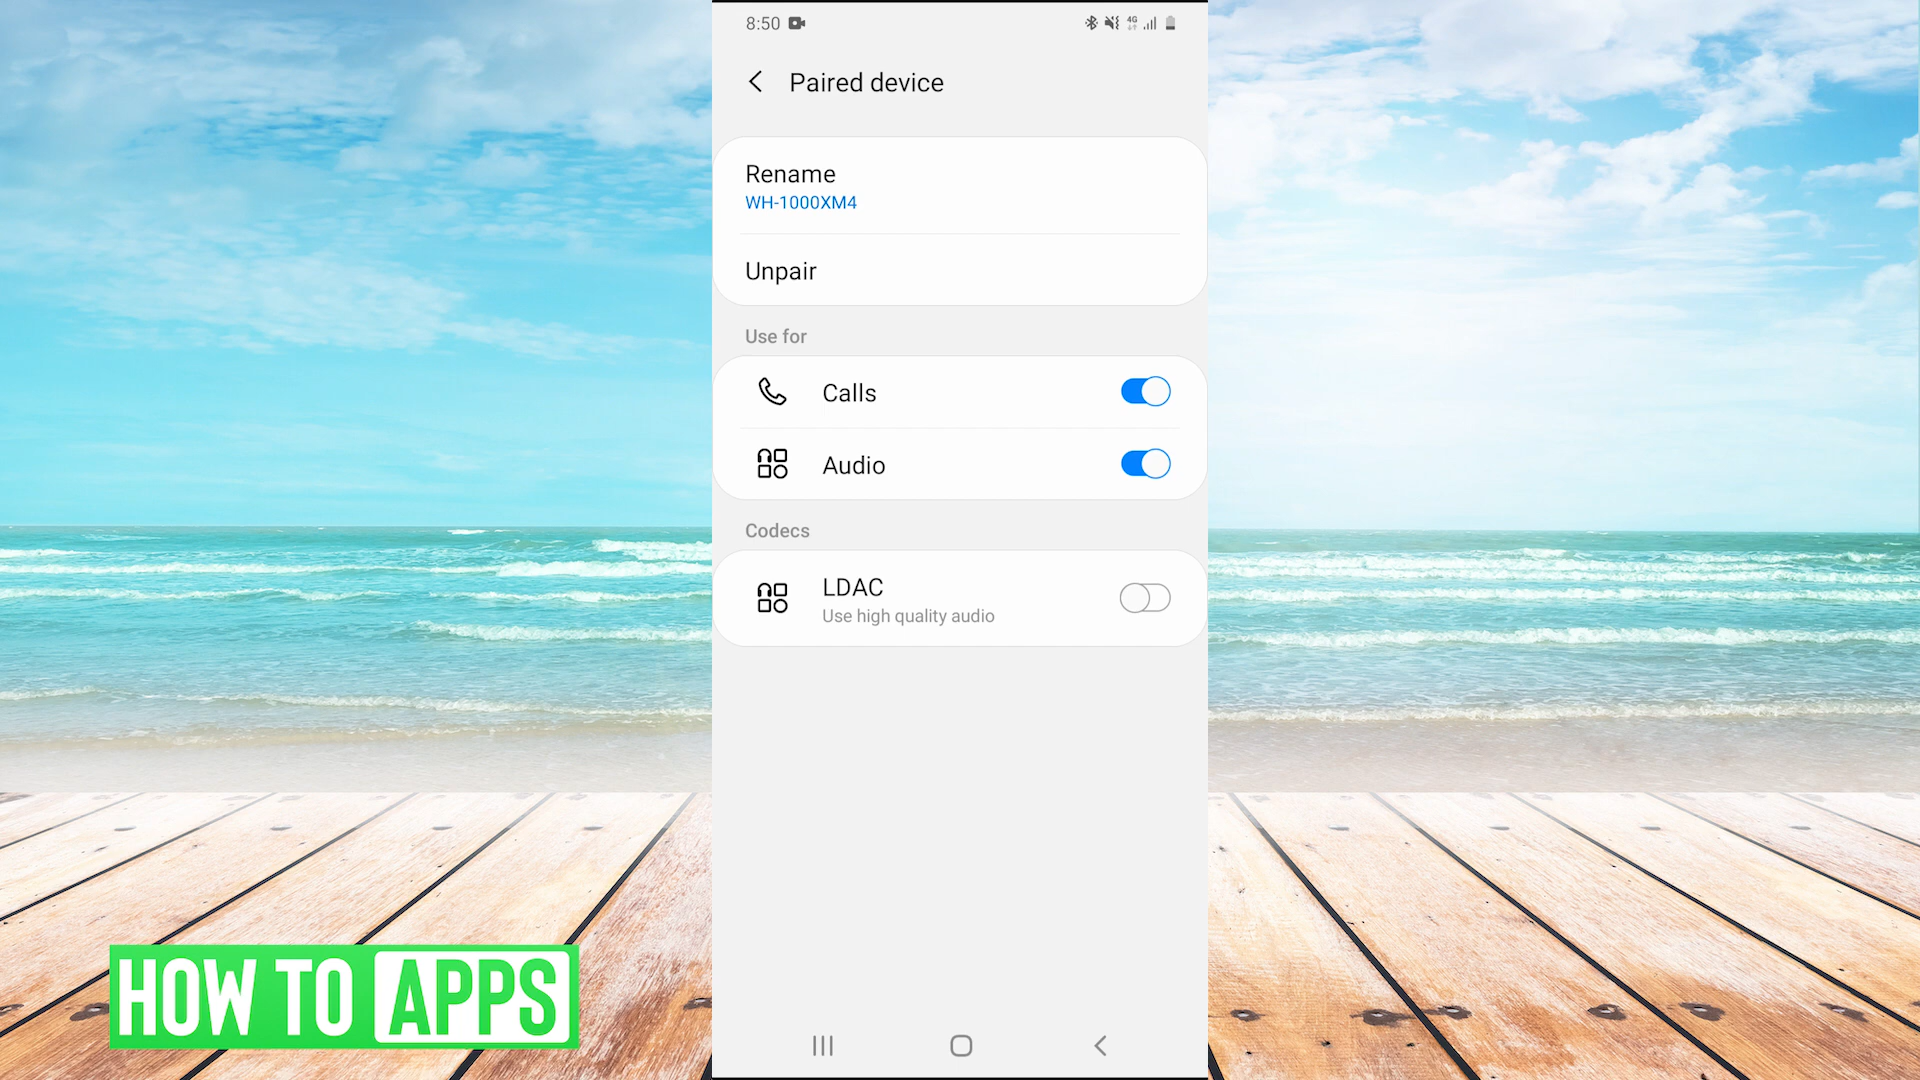 8:50
4G
Paired device
Rename
WH-1000XM4
Unpair
Use for
Calls
Audio
Codecs
LDAC
Use high quality audio
HOW TO APPS